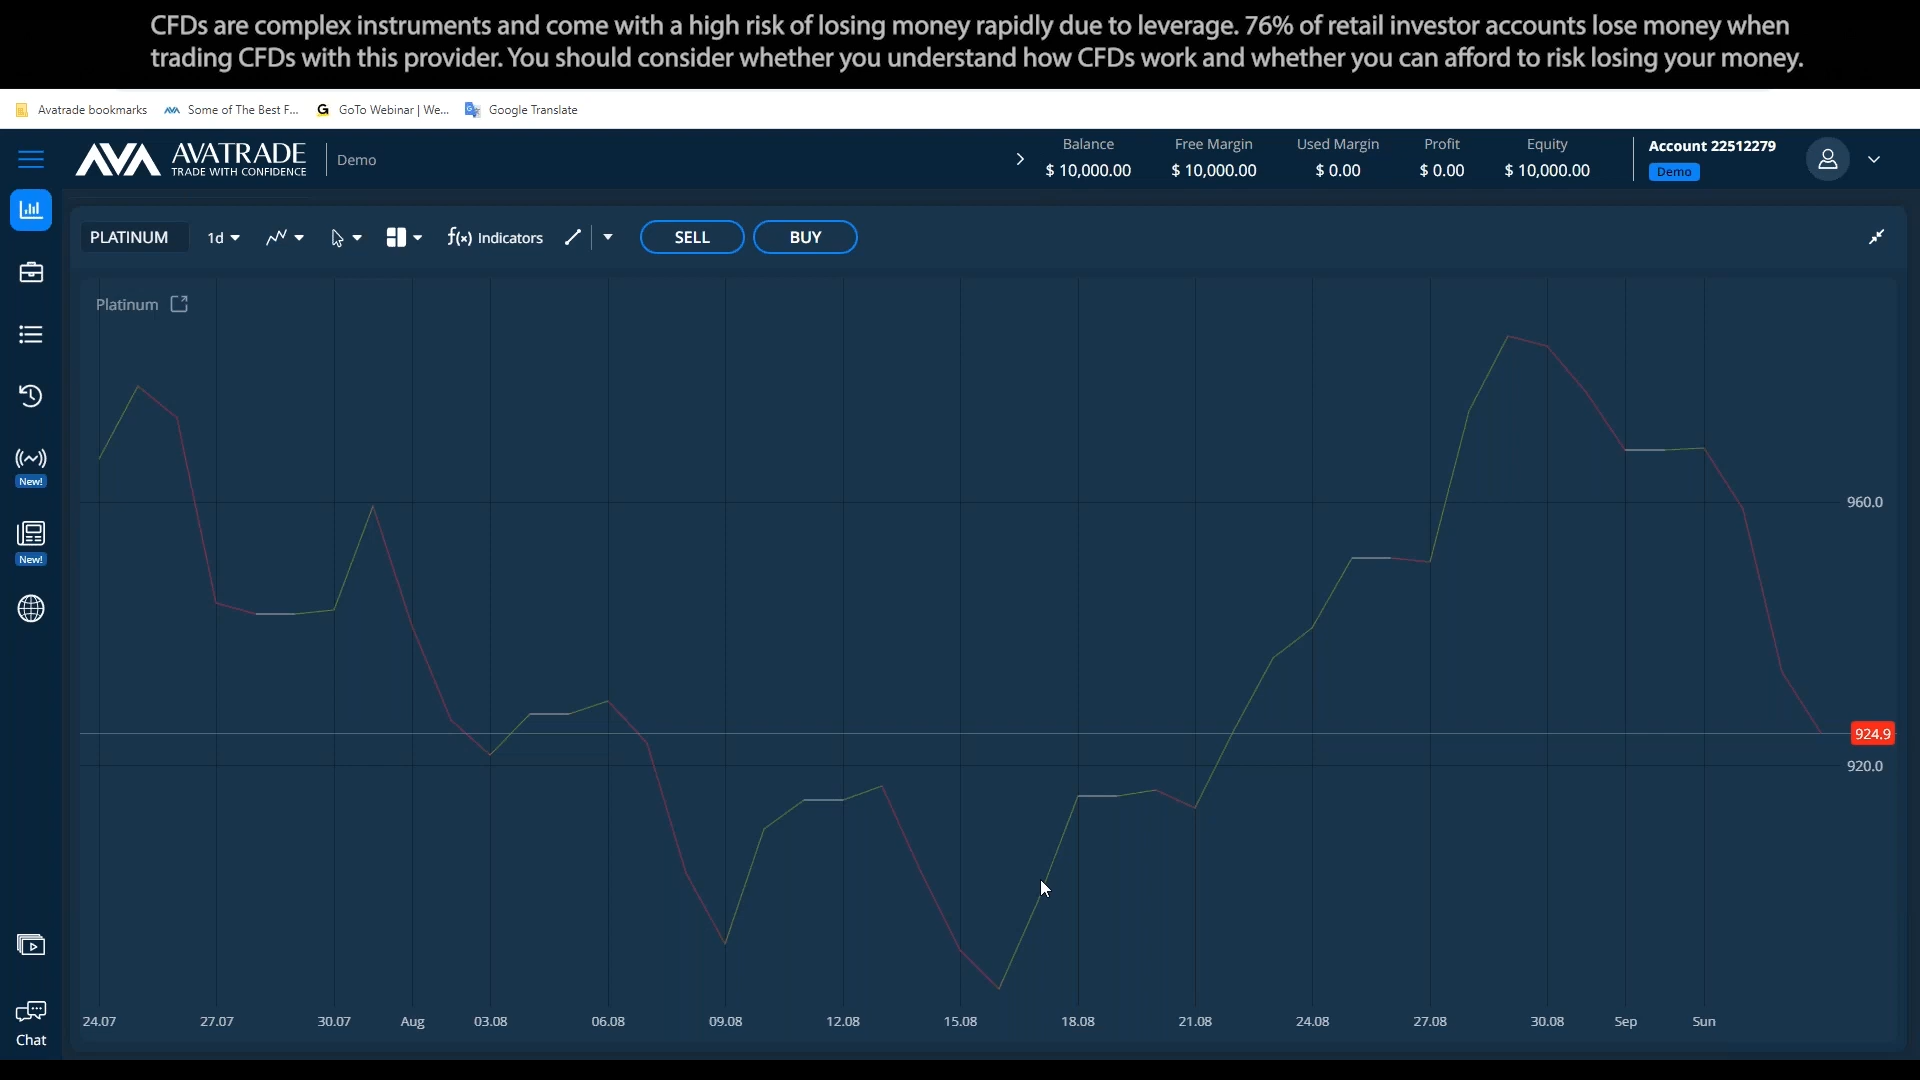 CFDs are complex instruments and come with a high risk of losing money rapidly due to leverage. 76% of retail investor accounts lose money when
trading CFDs with this provider. You should consider whether you understand how CFDs work and whether you can afford to risk losing your money.
Avatrade bookmarks Some of The Best F... GoTo Webinar | We... Google Translate
AVA AVATRADE
TRADE WITH CONFIDENCE
Demo
Balance Free Margin Used Margin Profit Equity
$ 10,000.00 $ 10,000.00 $ 0.00 $ 0.00 $ 10,000.00
Account 22512279
Demo
PLATINUM 1d f(x) Indicators SELL BUY
Platinum
New!
New!
960.0
924.9
920.0
24.07 27.07 30.07 Aug 03.08 06.08 09.08 12.08 15.08 18.08 21.08 24.08 27.08 30.08 Sep Sun
Chat